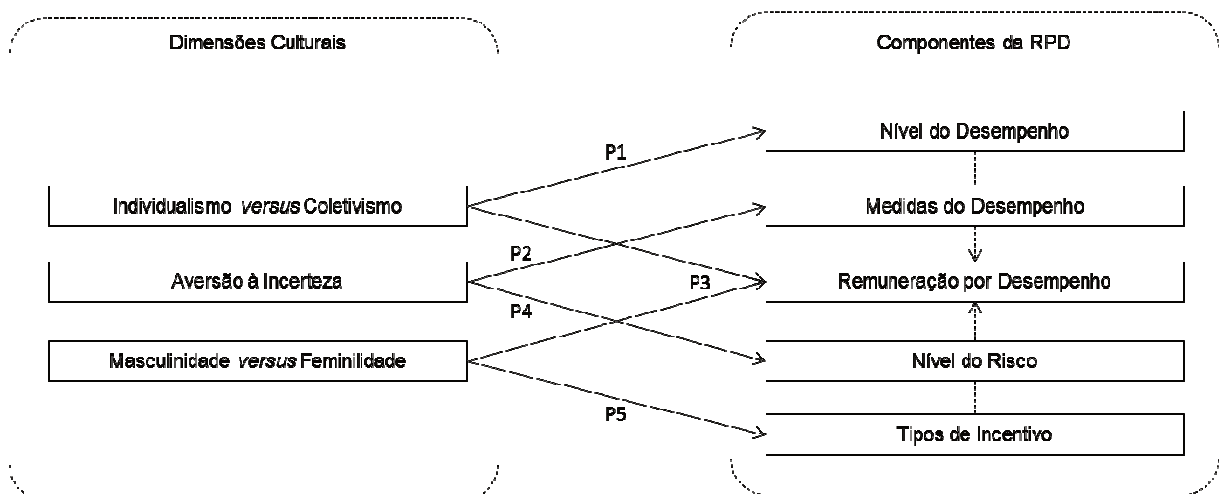 Dimensões Culturais
Componentes da RPD
Nível do Desempenho
P1
Individualismo versus Coletivismo
Medidas do Desempenho
P2
Aversão à Incerteza
P3
Remuneração por Desempenho
P4
Masculinidade versus Feminilidade
Nível do Risco
P5
Tipos de Incentivo